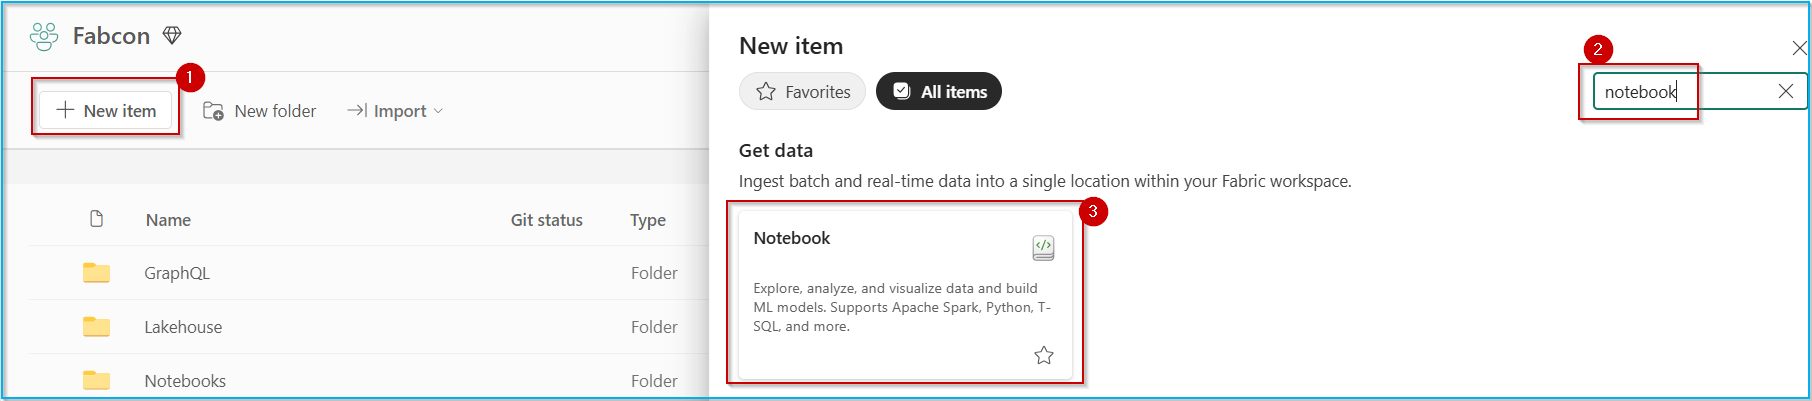 Fabcon
1
New item
New folder
Import
Name
Git status
Type
GraphQL
Folder
Lakehouse
Folder
Notebooks
Folder
New item
2
Favorites
All items
notebook
Get data
Ingest batch and real-time data into a single location within your Fabric workspace.
3
Notebook
</>
Explore, analyze, and visualize data and build
ML models. Supports Apache Spark, Python, T-
SQL, and more.